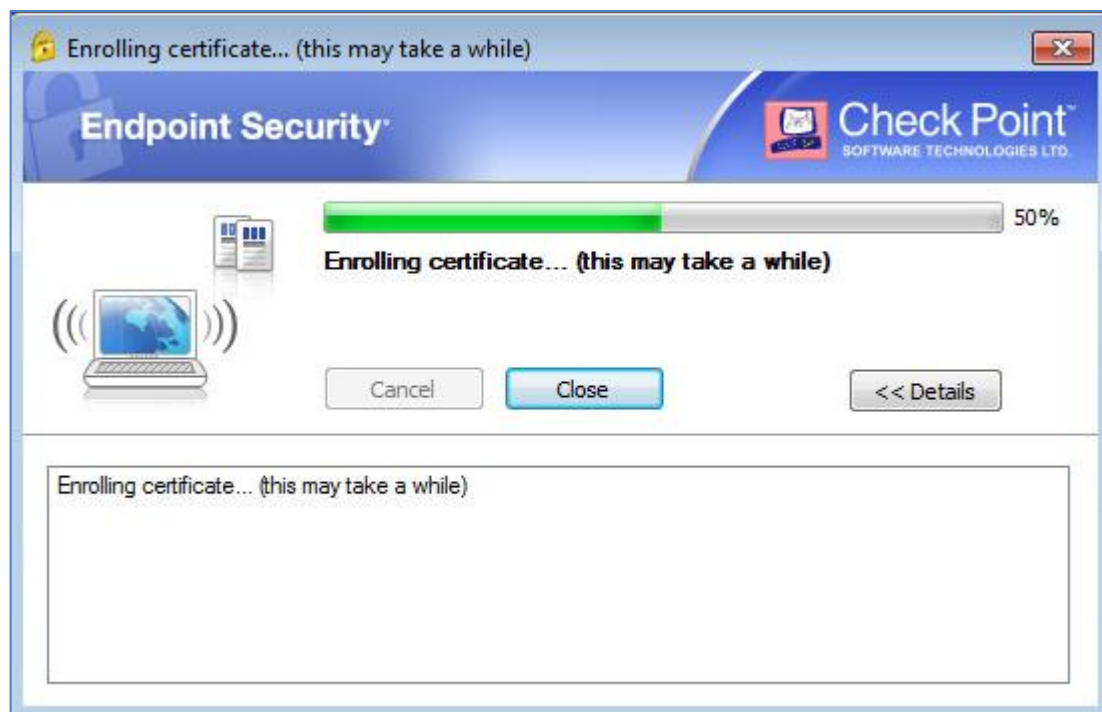 Enrolling certificate... (this may take a while)
Endpoint Security
Check Point™
SOFTWARE TECHNOLOGIES LTD.
50%
Enrolling certificate... (this may take a while)
Cancel
Close
<< Details
Enrolling certificate... (this may take a while)